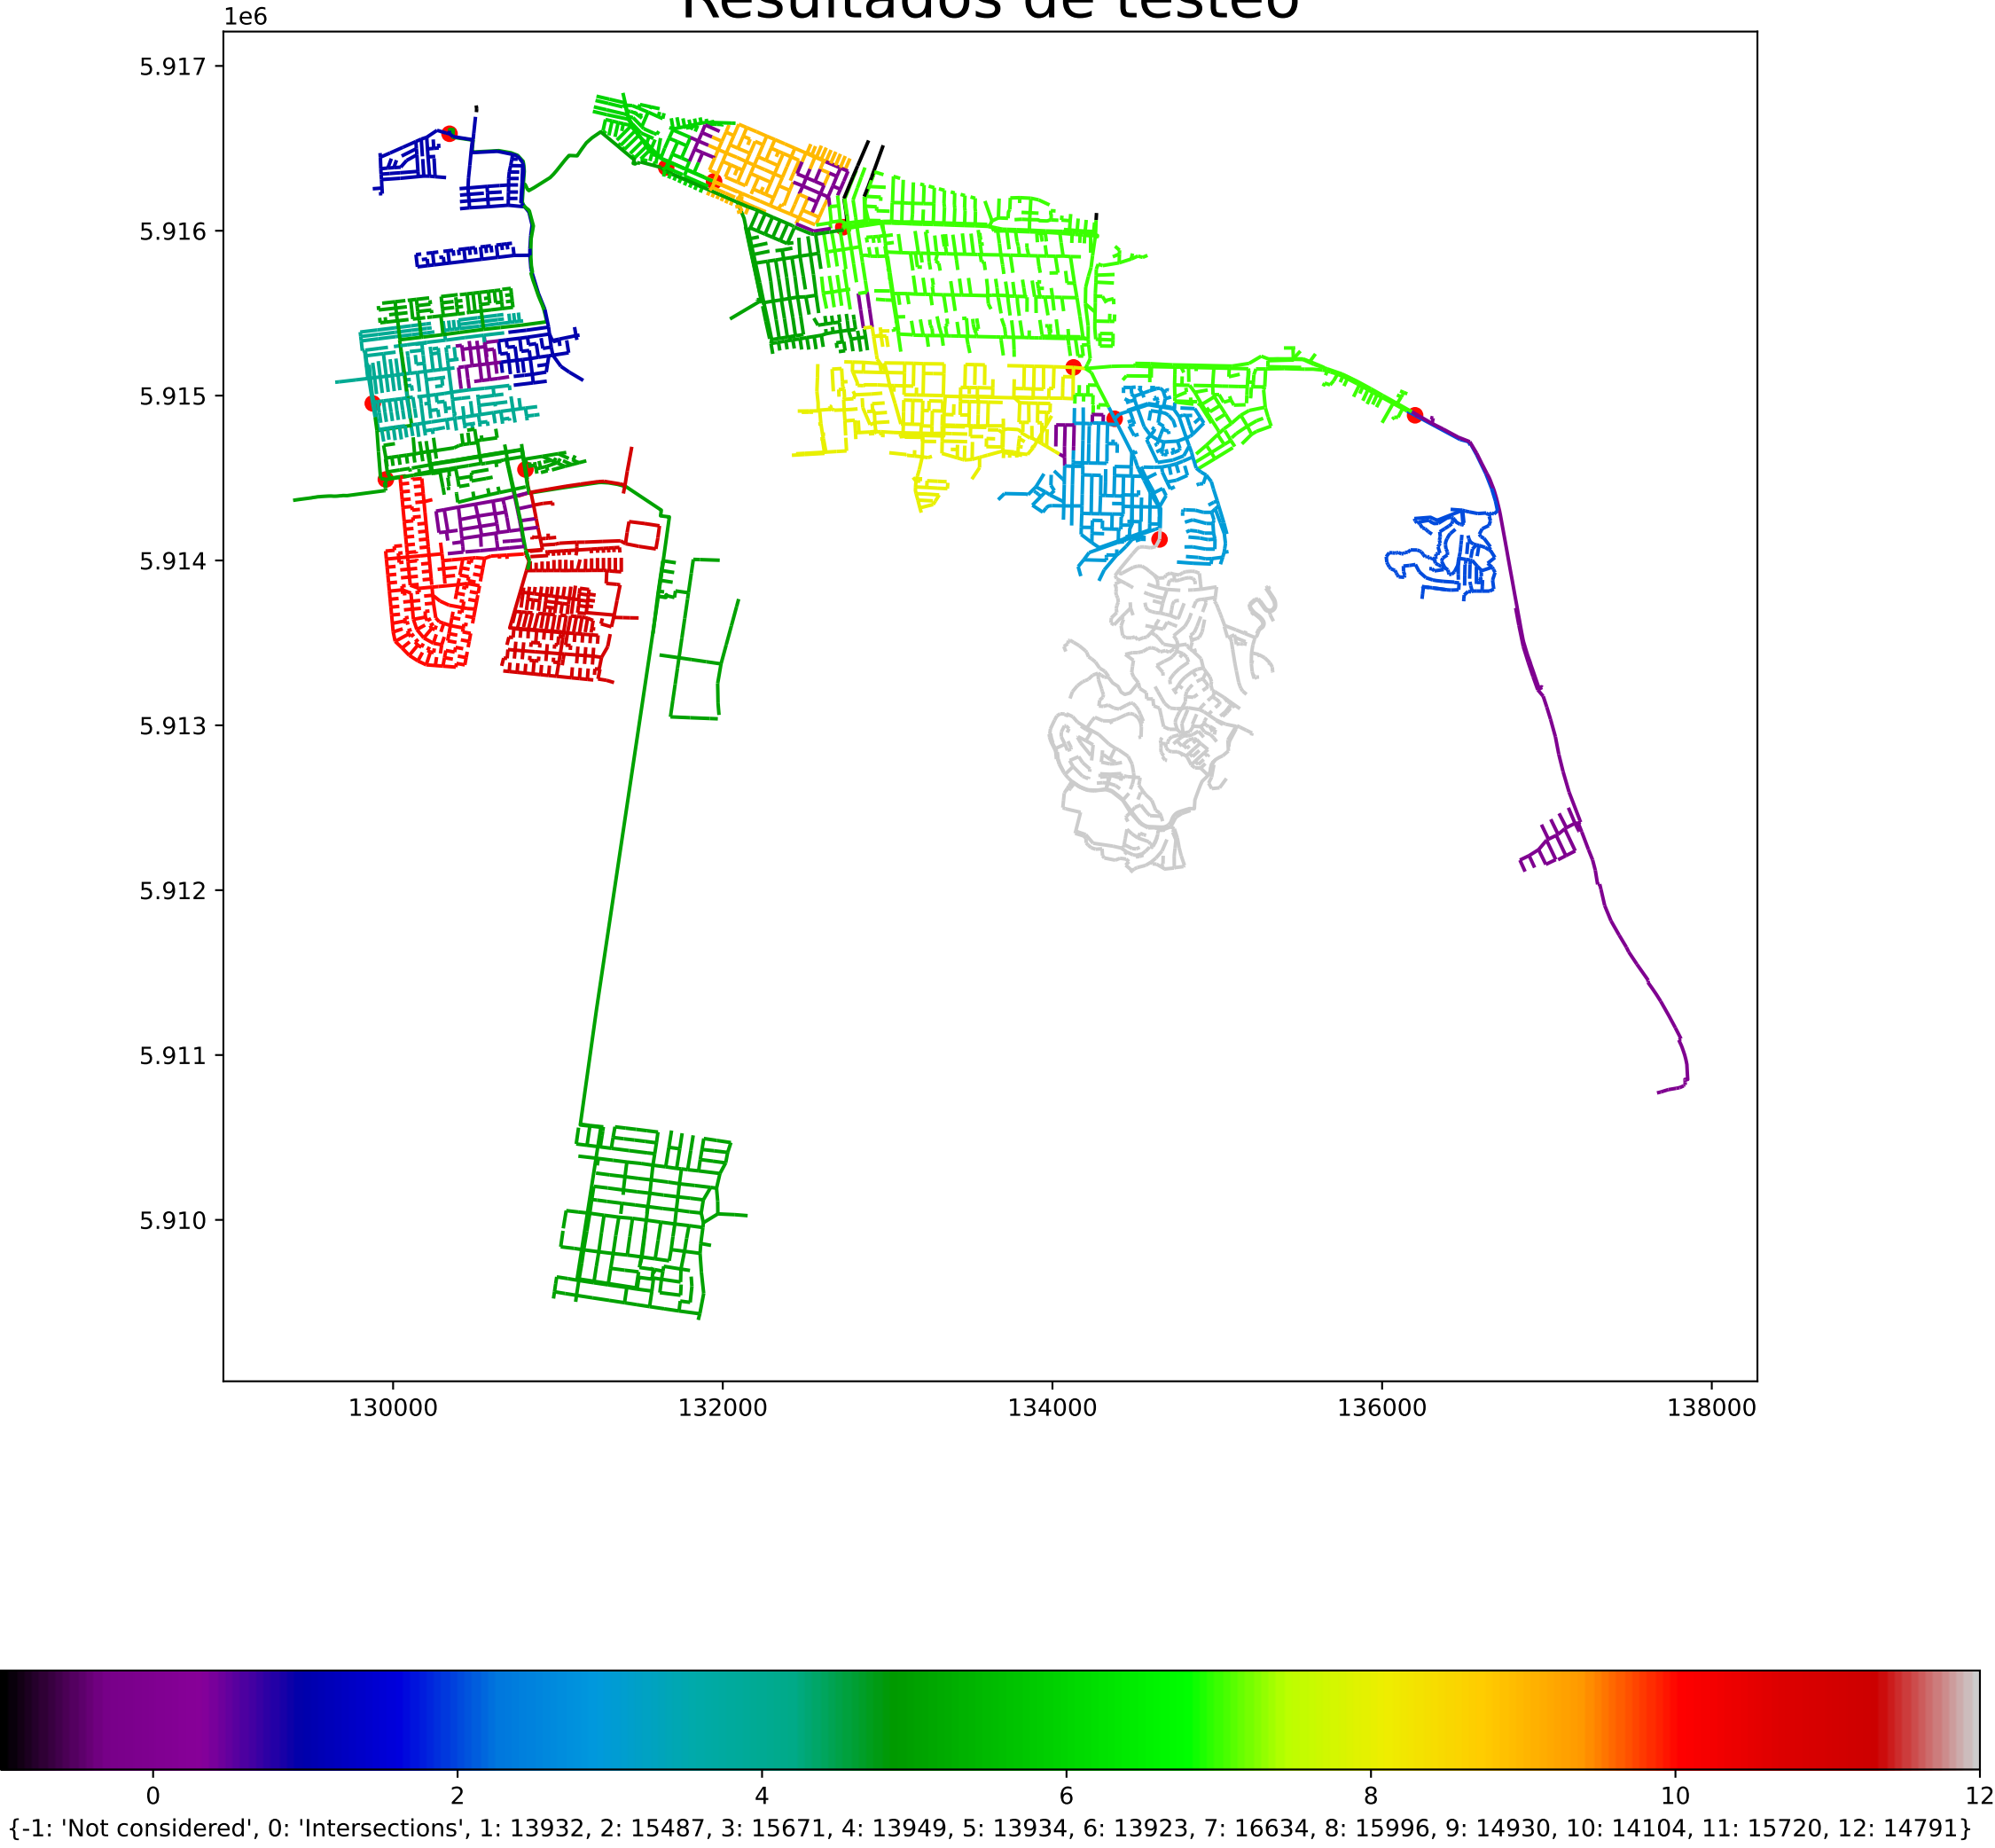 Resultados de testeo
1e6
5.917
5.916
5.915
5.914
5.913
5.912
5.911
5.910
130000 132000 134000 136000 138000
0 2 4 6 8 10 12
{-1: 'Not considered', 0: 'Intersections', 1: 13932, 2: 15487, 3: 15671, 4: 13949, 5: 13934, 6: 13923, 7: 16634, 8: 15996, 9: 14930, 10: 14104, 11: 15720, 12: 14791}